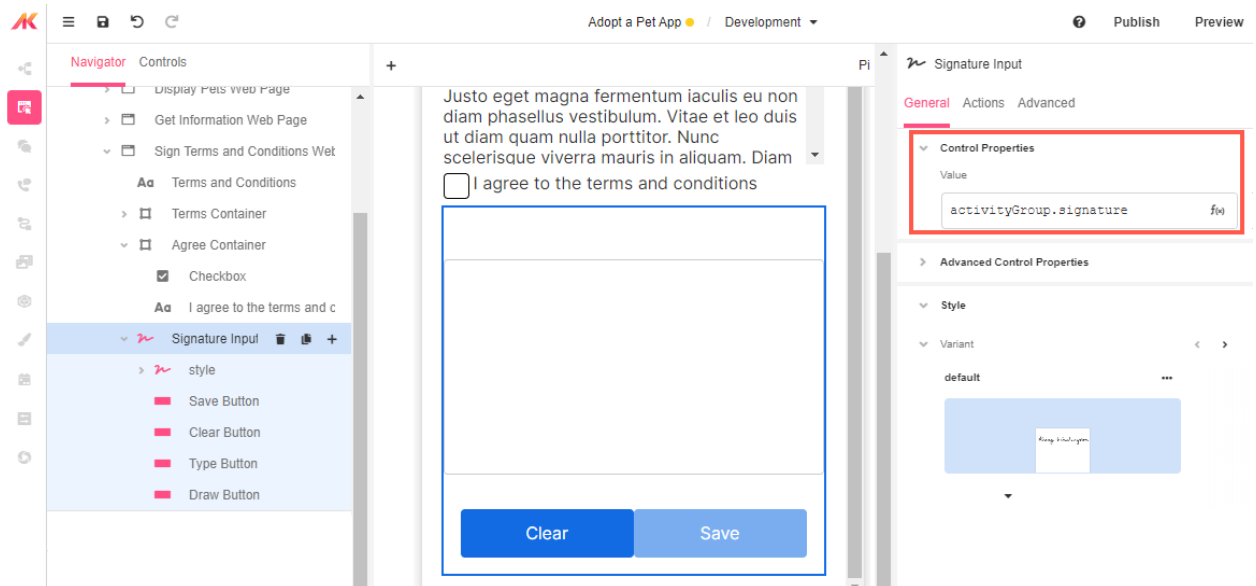 Adopt a Pet App / Development
Publish
Preview
Navigator Controls
Display Pets Web Page
Get Information Web Page
Sign Terms and Conditions Web
Aa Terms and Conditions
Terms Container
Agree Container
Checkbox
Aa I agree to the terms and c
Signature Input
style
Save Button
Clear Button
Type Button
Draw Button
+
Pi
Justo eget magna fermentum iaculis eu non
diam phasellus vestibulum. Vitae et leo duis
ut diam quam nulla porttitor. Nunc
scelerisque viverra mauris in aliquam. Diam
I agree to the terms and conditions
Clear
Save
Signature Input
General Actions Advanced
Control Properties
Value
activityGroup.signature
f(x)
Advanced Control Properties
Style
Variant
default